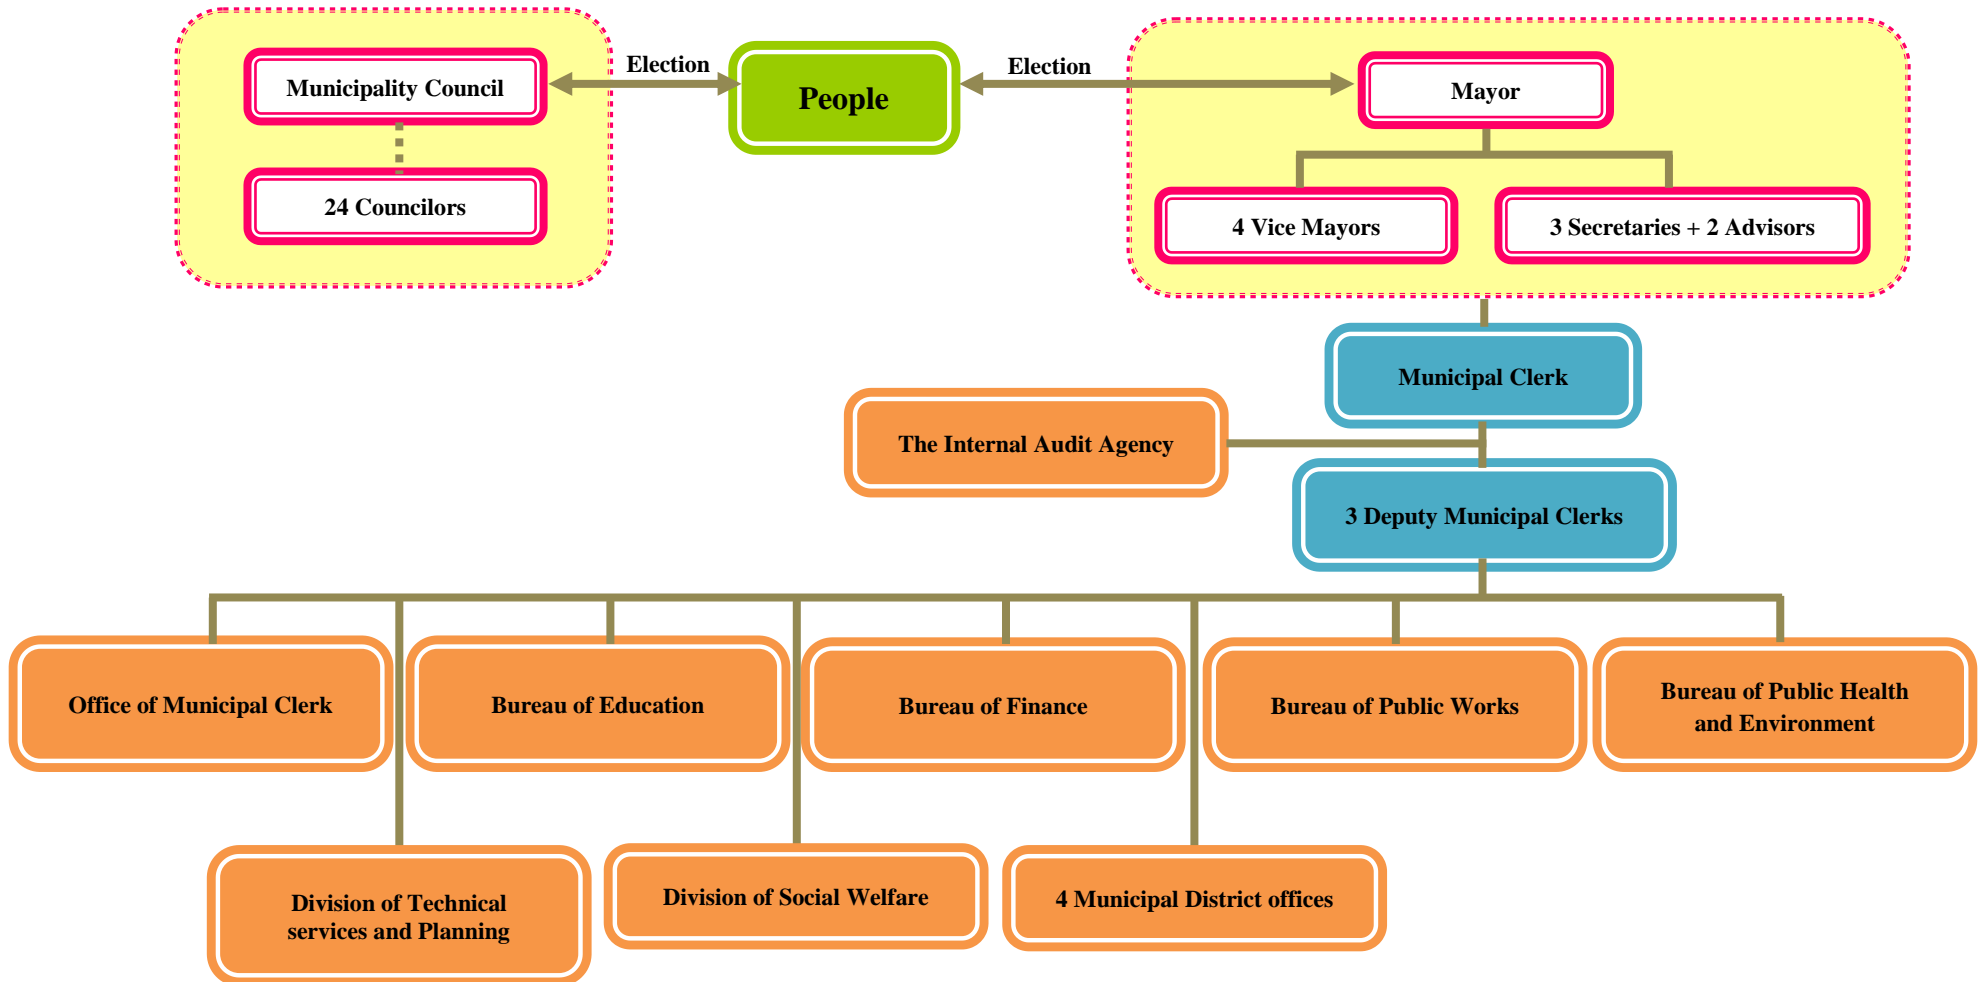 Election
Election
Municipality Council
People
Mayor
24 Councilors
4 Vice Mayors
3 Secretaries + 2 Advisors
Municipal Clerk
The Internal Audit Agency
3 Deputy Municipal Clerks
Office of Municipal Clerk
Bureau of Education
Bureau of Finance
Bureau of Public Works
Bureau of Public Health
and Environment
Division of Technical
services and Planning
Division of Social Welfare
4 Municipal District offices